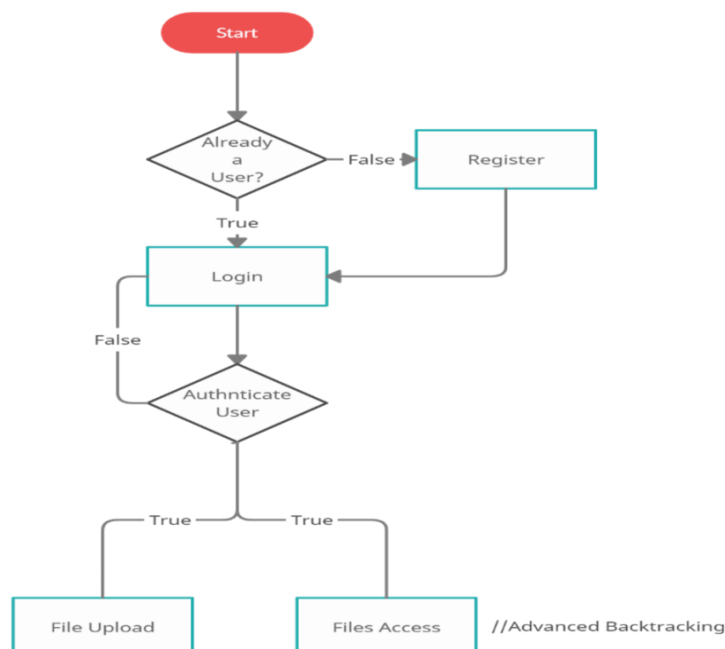 Start
Already
a
User?
False
Register
True
Login
False
Authnticate
User
True
True
File Upload
Files Access
//Advanced Backtracking